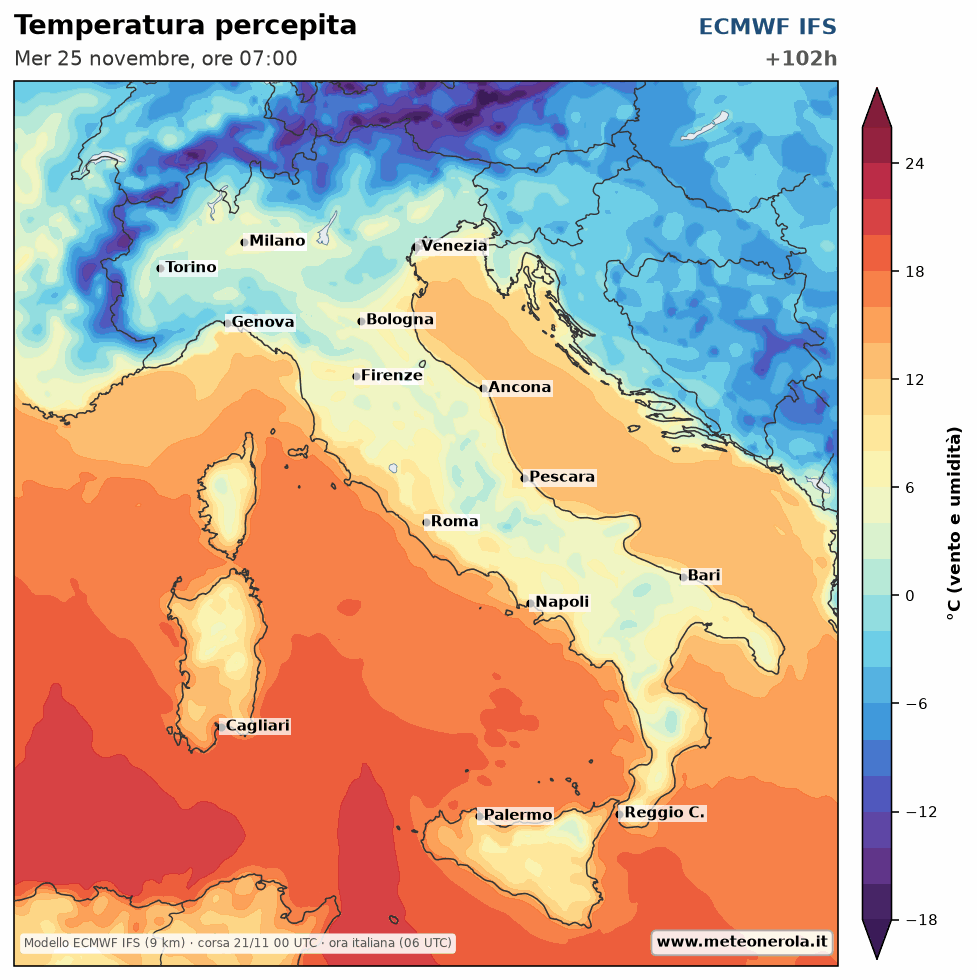 Temperatura percepita
ECMWF IFS
Mer 25 novembre, ore 07:00
+102h
Milano
Venezia
Torino
Genova
Bologna
Firenze
Ancona
Pescara
Roma
Bari
Napoli
Cagliari
Palermo
Reggio C.
24
18
12
6
0
−6
−12
−18
°C (vento e umidità)
Modello ECMWF IFS (9 km) · corsa 21/11 00 UTC · ora italiana (06 UTC)
www.meteonerola.it